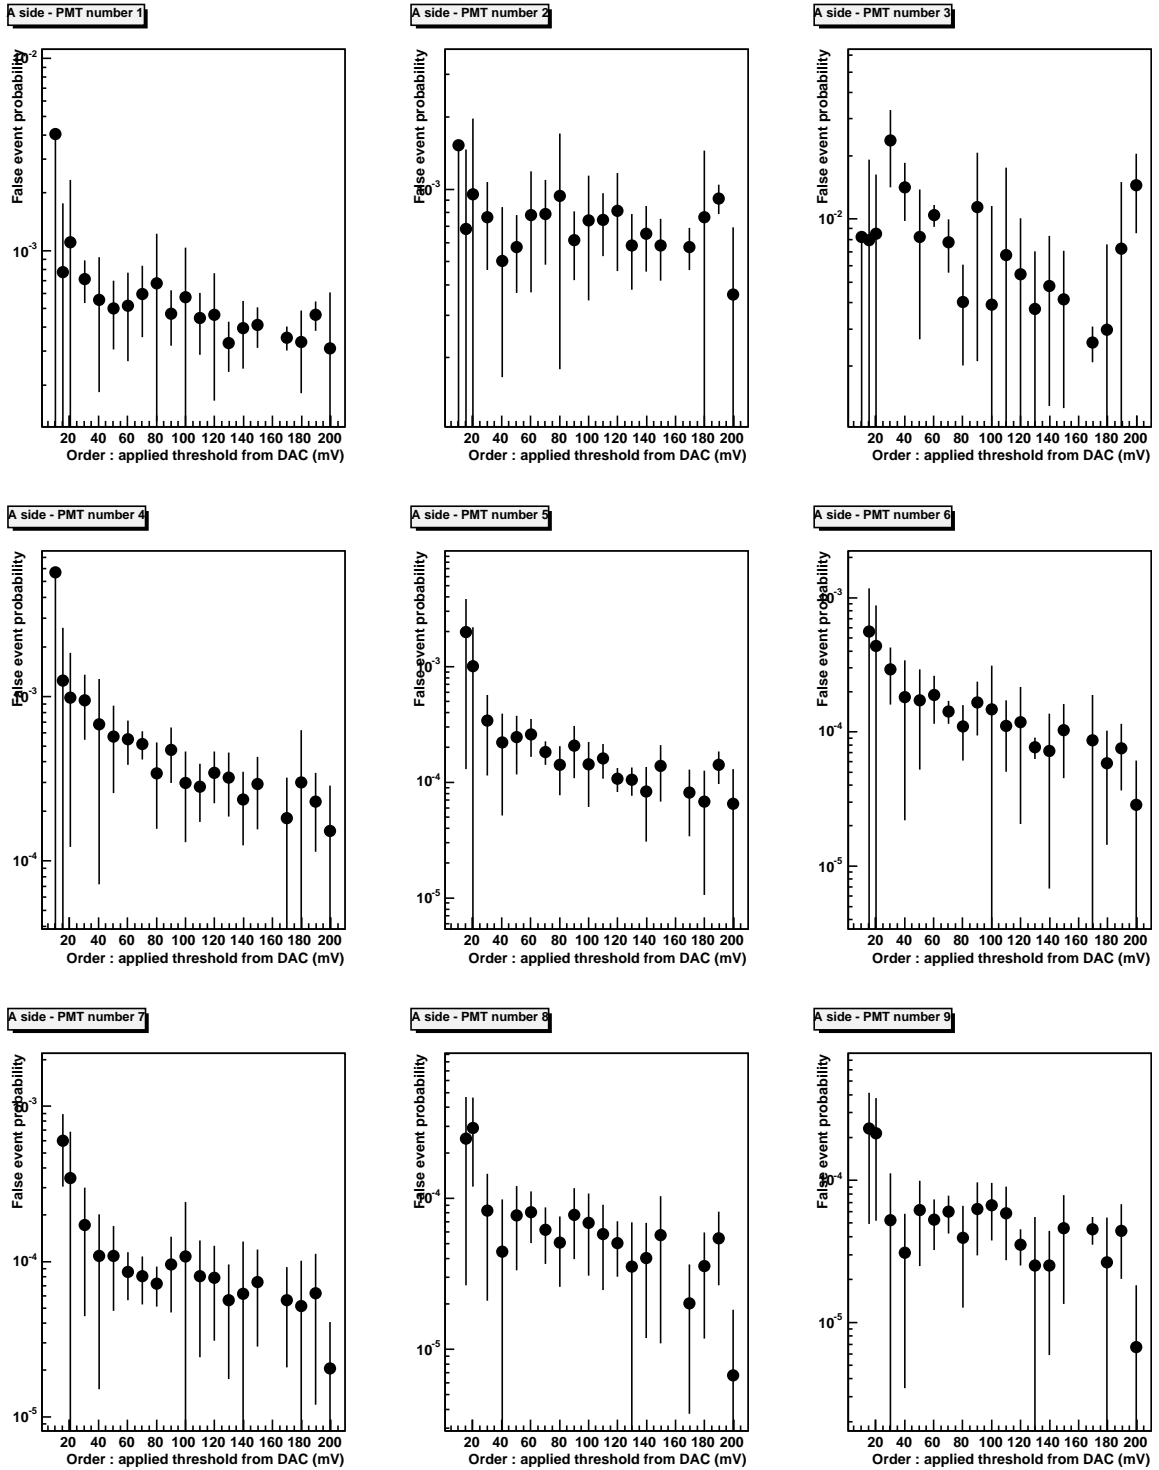 A side - PMT number 1
False event probability
10-2
10-3
20 40 60 80 100 120 140 160 180 200
Order : applied threshold from DAC (mV)
A side - PMT number 2
False event probability
10-3
20 40 60 80 100 120 140 160 180 200
Order : applied threshold from DAC (mV)
A side - PMT number 3
False event probability
10-2
20 40 60 80 100 120 140 160 180 200
Order : applied threshold from DAC (mV)
A side - PMT number 4
False event probability
10-3
10-4
20 40 60 80 100 120 140 160 180 200
Order : applied threshold from DAC (mV)
A side - PMT number 5
False event probability
10-3
10-4
10-5
20 40 60 80 100 120 140 160 180 200
Order : applied threshold from DAC (mV)
A side - PMT number 6
False event probability
10-3
10-4
10-5
20 40 60 80 100 120 140 160 180 200
Order : applied threshold from DAC (mV)
A side - PMT number 7
False event probability
10-3
10-4
10-5
20 40 60 80 100 120 140 160 180 200
Order : applied threshold from DAC (mV)
A side - PMT number 8
False event probability
10-4
10-5
20 40 60 80 100 120 140 160 180 200
Order : applied threshold from DAC (mV)
A side - PMT number 9
False event probability
10-4
10-5
20 40 60 80 100 120 140 160 180 200
Order : applied threshold from DAC (mV)